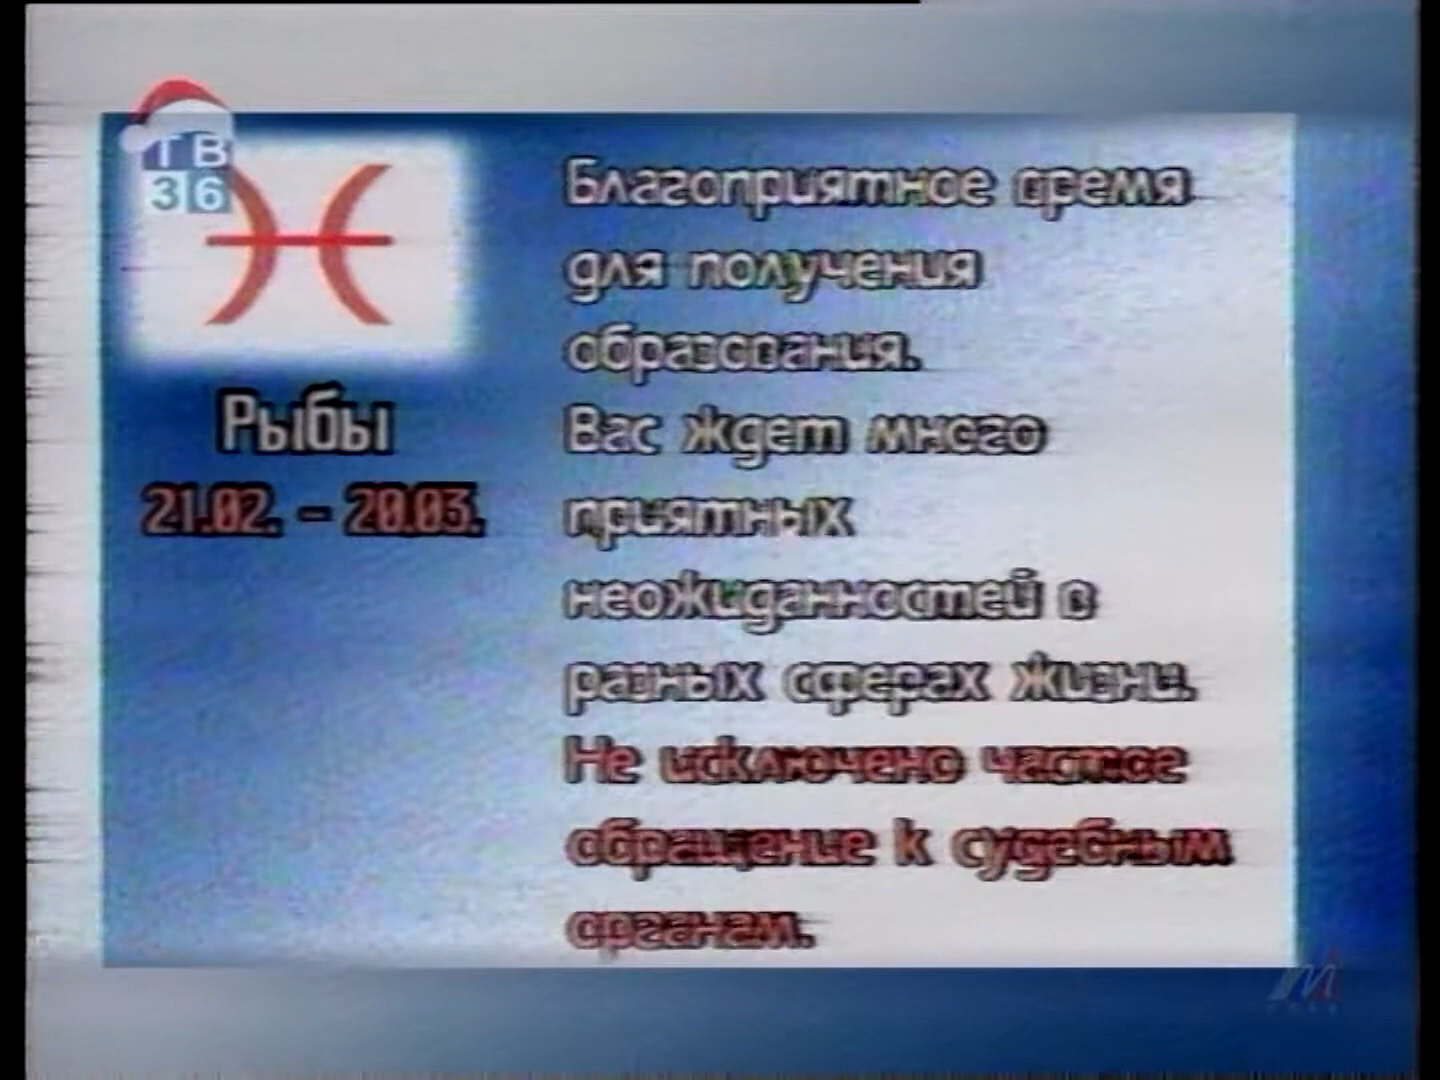 ТВ
36
Рыбы
21.02. - 20.03.
Благоприятное время
для получения
образования.
Вас ждет много
приятных
неожиданностей в
разных сферах жизни.
Не исключено частое
обращение к судебным
органам.